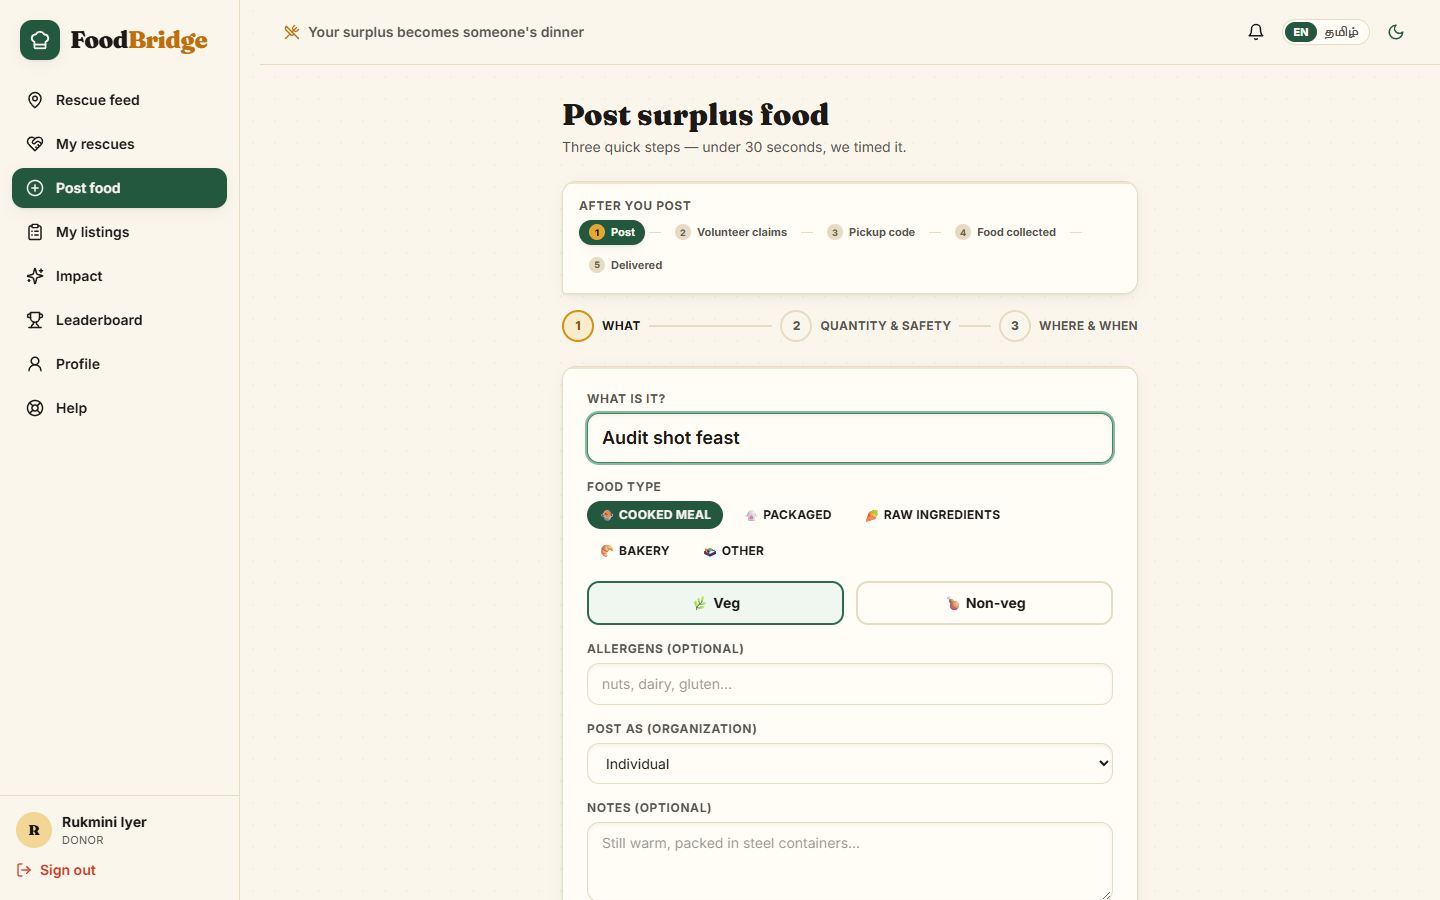 FoodBridge
Your surplus becomes someone's dinner
EN தமிழ்
Rescue feed
My rescues
Post food
My listings
Impact
Leaderboard
Profile
Help
Post surplus food
Three quick steps — under 30 seconds, we timed it.
AFTER YOU POST
1 Post — 2 Volunteer claims — 3 Pickup code — 4 Food collected —
5 Delivered
1 WHAT 2 QUANTITY & SAFETY 3 WHERE & WHEN
WHAT IS IT?
Audit shot feast
FOOD TYPE
COOKED MEAL PACKAGED RAW INGREDIENTS
BAKERY OTHER
Veg Non-veg
ALLERGENS (OPTIONAL)
nuts, dairy, gluten...
POST AS (ORGANIZATION)
Individual
NOTES (OPTIONAL)
Still warm, packed in steel containers...
R Rukmini Iyer
DONOR
Sign out